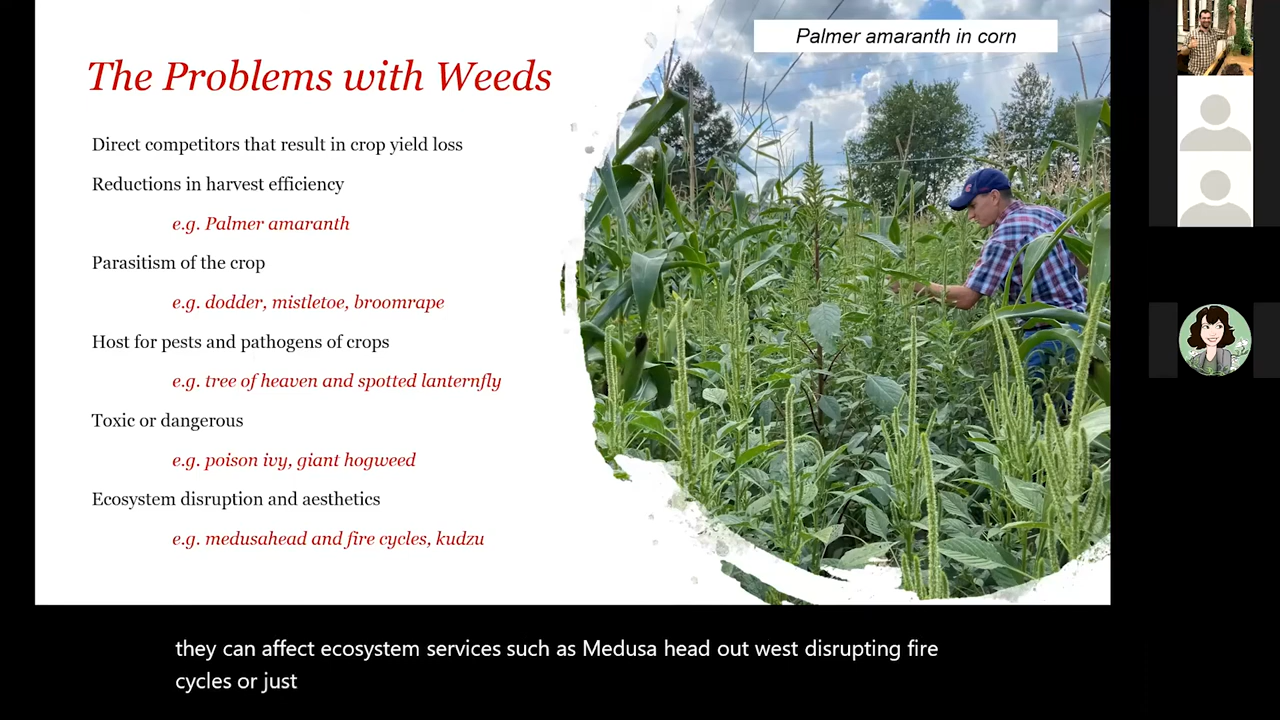 The Problems with Weeds
Palmer amaranth in corn
Direct competitors that result in crop yield loss
Reductions in harvest efficiency
e.g. Palmer amaranth
Parasitism of the crop
e.g. dodder, mistletoe, broomrape
Host for pests and pathogens of crops
e.g. tree of heaven and spotted lanternfly
Toxic or dangerous
e.g. poison ivy, giant hogweed
Ecosystem disruption and aesthetics
e.g. medusahead and fire cycles, kudzu
they can affect ecosystem services such as Medusa head out west disrupting fire
cycles or just